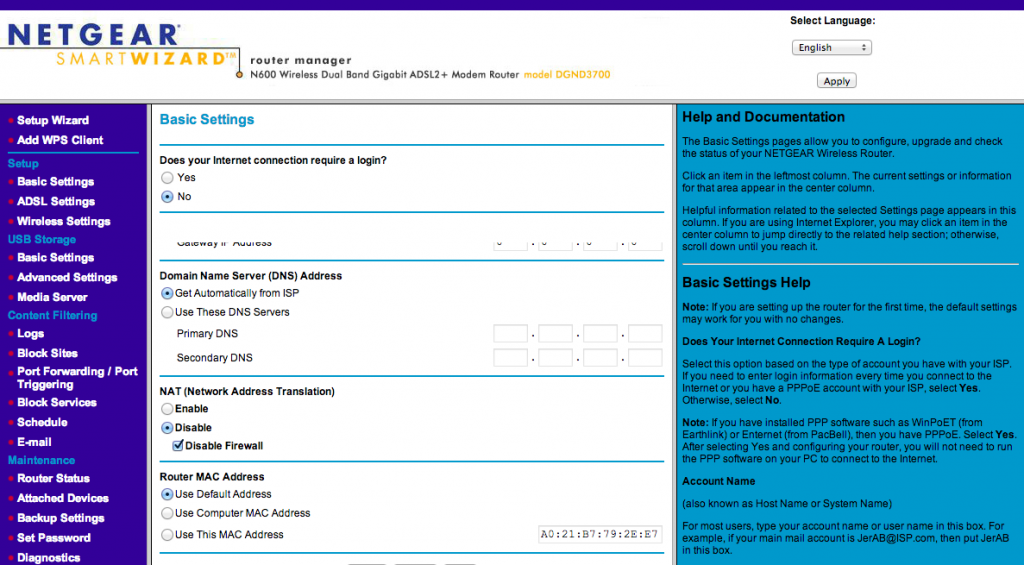 NETGEAR®
SMARTWIZARD™
router manager
N600 Wireless Dual Band Gigabit ADSL2+ Modem Router model DGND3700
Select Language:
English
Apply
Setup Wizard
Add WPS Client
Setup
Basic Settings
ADSL Settings
Wireless Settings
USB Storage
Basic Settings
Advanced Settings
Media Server
Content Filtering
Logs
Block Sites
Port Forwarding / Port
Triggering
Block Services
Schedule
E-mail
Maintenance
Router Status
Attached Devices
Backup Settings
Set Password
Diagnostics
Basic Settings
Does your Internet connection require a login?
Yes
No
Gateway IP Address
Domain Name Server (DNS) Address
Get Automatically from ISP
Use These DNS Servers
Primary DNS . . .
Secondary DNS . . .
NAT (Network Address Translation)
Enable
Disable
Disable Firewall
Router MAC Address
Use Default Address
Use Computer MAC Address
Use This MAC Address A0:21:B7:79:2E:E7
Help and Documentation
The Basic Settings pages allow you to configure, upgrade and check
the status of your NETGEAR Wireless Router.
Click an item in the leftmost column. The current settings or information
for that area appear in the center column.
Helpful information related to the selected Settings page appears in this
column. If you are using Internet Explorer, you may click an item in the
center column to jump directly to the related help section; otherwise,
scroll down until you reach it.
Basic Settings Help
Note: If you are setting up the router for the first time, the default settings
may work for you with no changes.
Does Your Internet Connection Require A Login?
Select this option based on the type of account you have with your ISP.
If you need to enter login information every time you connect to the
Internet or you have a PPPoE account with your ISP, select Yes.
Otherwise, select No.
Note: If you have installed PPP software such as WinPoET (from
Earthlink) or Enternet (from PacBell), then you have PPPoE. Select Yes.
After selecting Yes and configuring your router, you will not need to run
the PPP software on your PC to connect to the Internet.
Account Name
(also known as Host Name or System Name)
For most users, type your account name or user name in this box. For
example, if your main mail account is JerAB@ISP.com, then put JerAB
in this box.